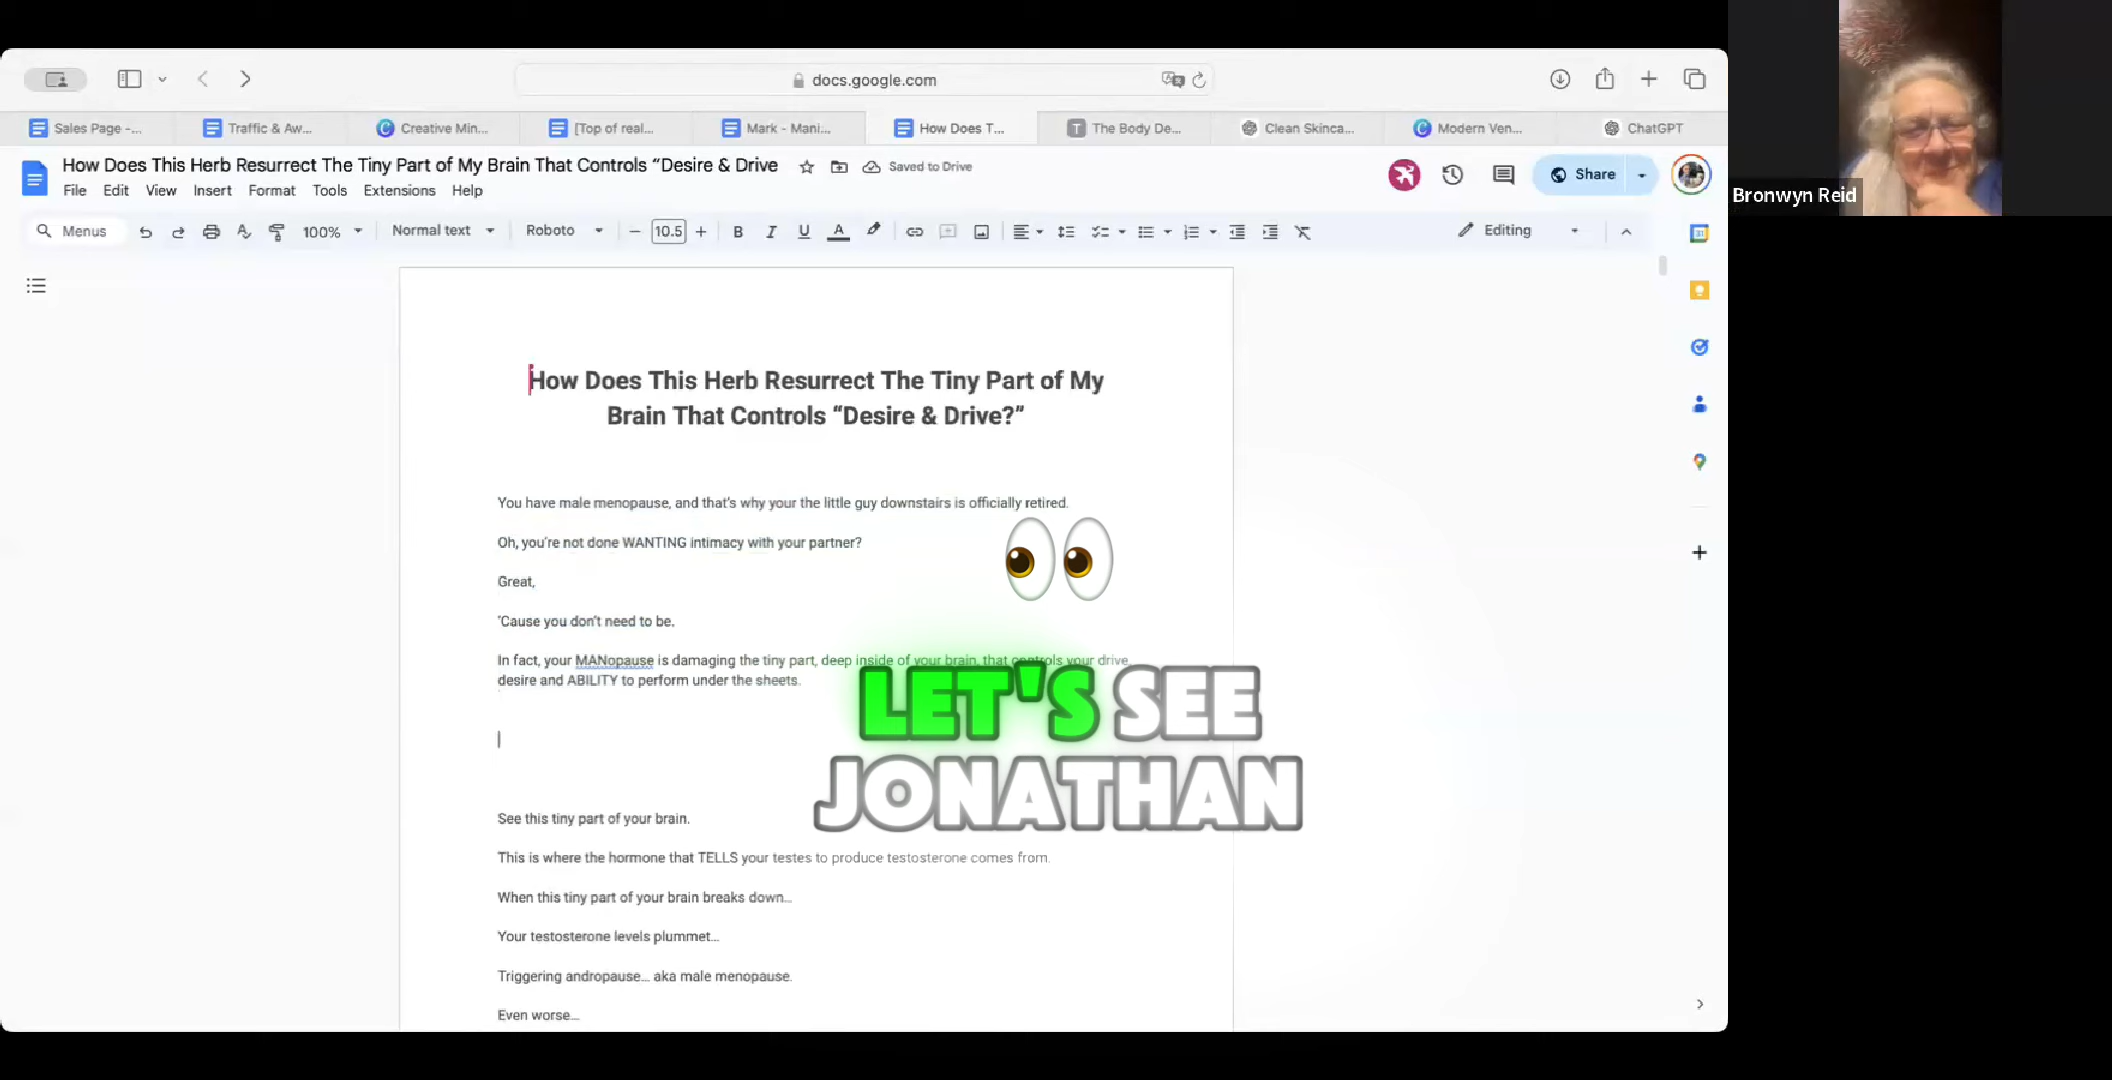 docs.google.com
Sales Page -...
Traffic & Aw...
Creative Min...
[Top of real...
Mark - Mani...
How Does T...
The Body De...
Clean Skinca...
Modern Ven...
ChatGPT
How Does This Herb Resurrect The Tiny Part of My Brain That Controls “Desire & Drive
Saved to Drive
File Edit View Insert Format Tools Extensions Help
Share
Menus
100%
Normal text
Roboto
10.5
Editing
How Does This Herb Resurrect The Tiny Part of My
Brain That Controls “Desire & Drive?”
You have male menopause, and that’s why your the little guy downstairs is officially retired.
Oh, you’re not done WANTING intimacy with your partner?
Great,
’Cause you don’t need to be.
In fact, your MANopause is damaging the tiny part, deep inside of your brain, that controls your drive,
desire and ABILITY to perform under the sheets.
LET'S SEE
JONATHAN
See this tiny part of your brain.
This is where the hormone that TELLS your testes to produce testosterone comes from.
When this tiny part of your brain breaks down...
Your testosterone levels plummet...
Triggering andropause... aka male menopause.
Even worse...
Bronwyn Reid